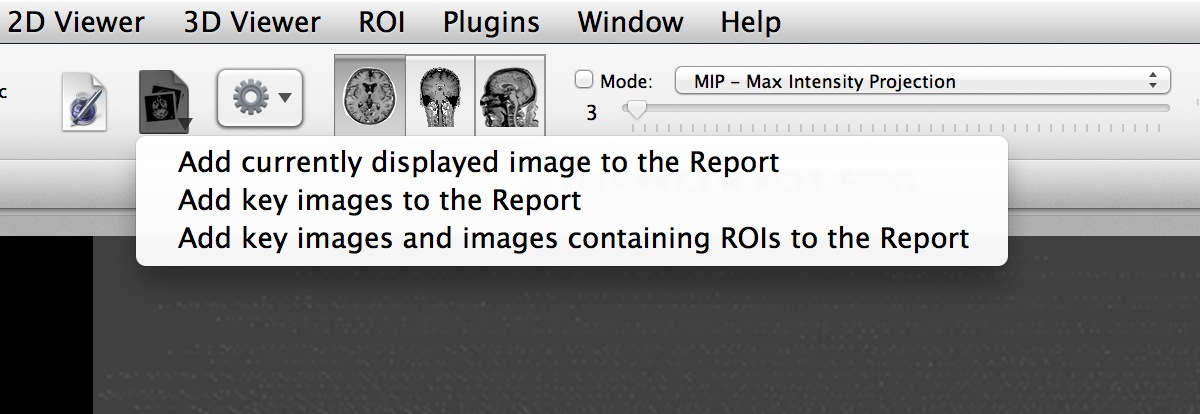 2D Viewer 3D Viewer ROI Plugins Window Help
c
Mode: MIP – Max Intensity Projection
3
Add currently displayed image to the Report
Add key images to the Report
Add key images and images containing ROIs to the Report